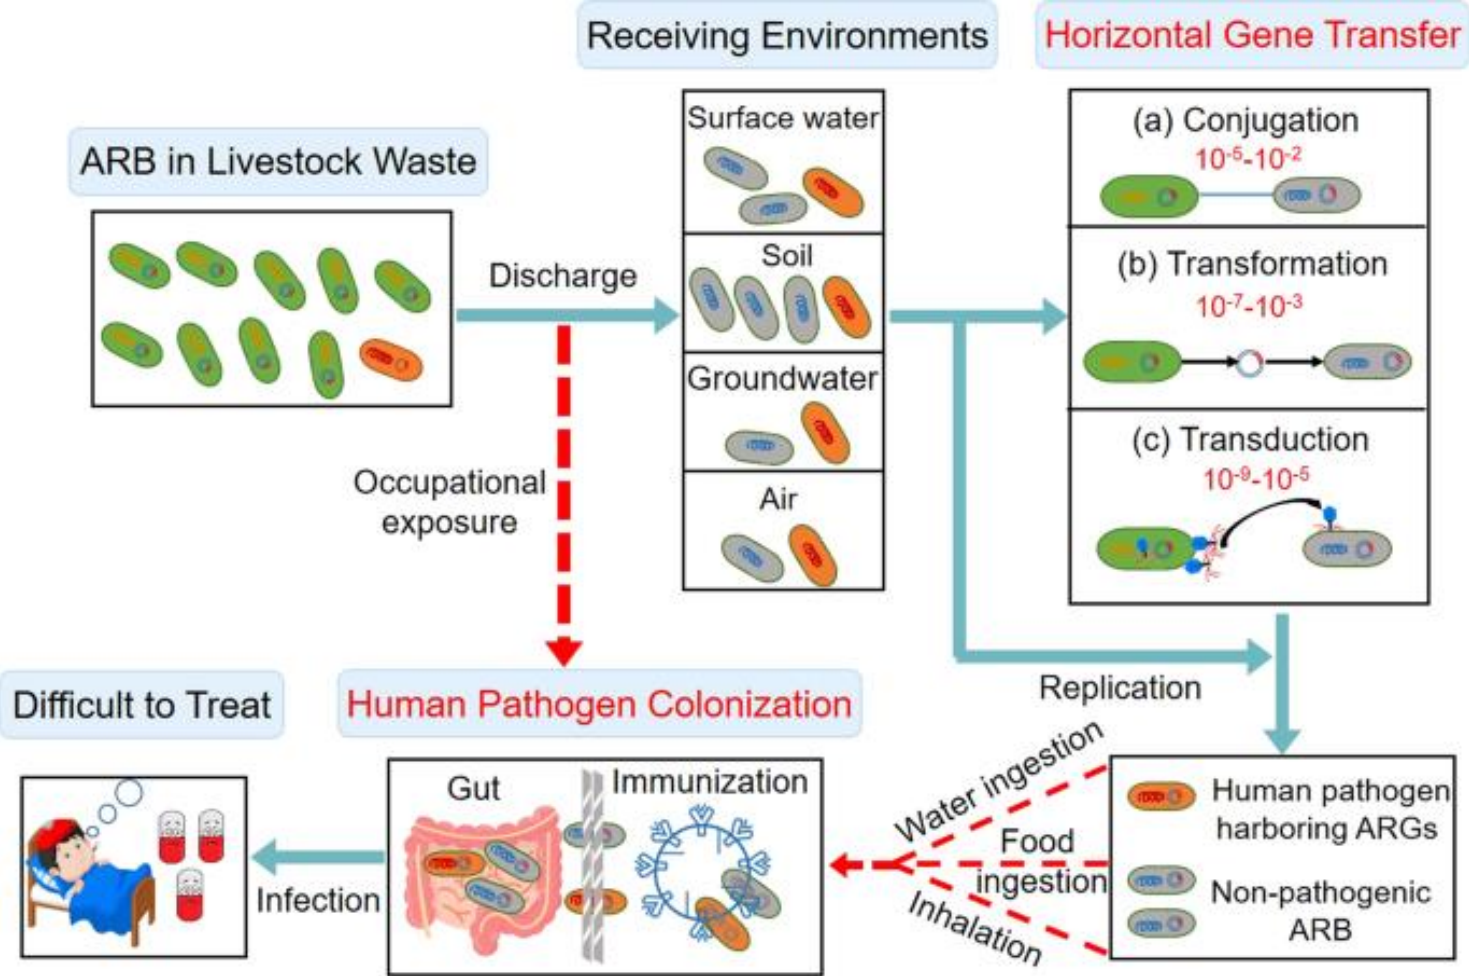 Receiving Environments
Horizontal Gene Transfer
ARB in Livestock Waste
Discharge
Occupational
exposure
Surface water
Soil
Groundwater
Air
(a) Conjugation
10⁻⁵-10⁻²
(b) Transformation
10⁻⁷-10⁻³
(c) Transduction
10⁻⁹-10⁻⁵
Replication
Difficult to Treat
Human Pathogen Colonization
Infection
Gut
Immunization
Water ingestion
Food
ingestion
Inhalation
Human pathogen
harboring ARGs
Non-pathogenic
ARB